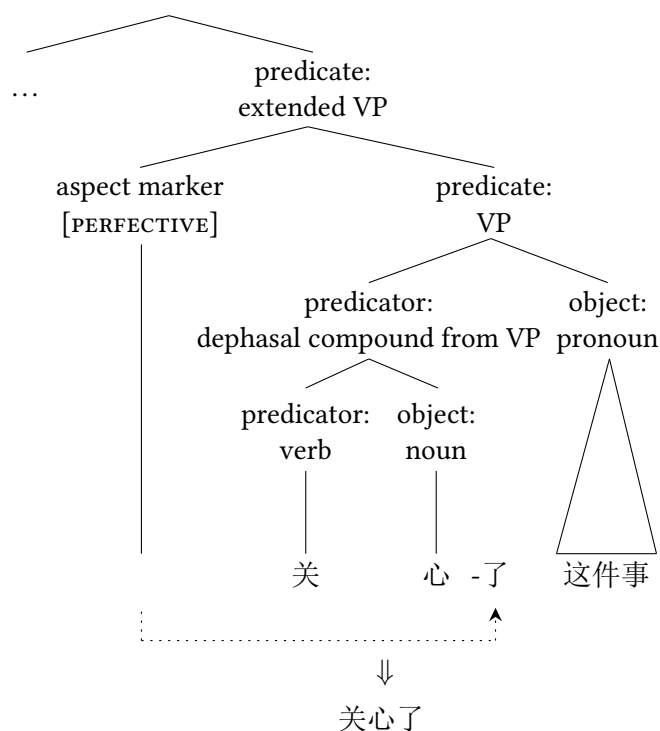 …
predicate:
extended VP
aspect marker
[PERFECTIVE]
predicate:
VP
predicator:
dephasal compound from VP
object:
pronoun
predicator:
verb
object:
noun
关 心 -了 这件事
⇓
关心了